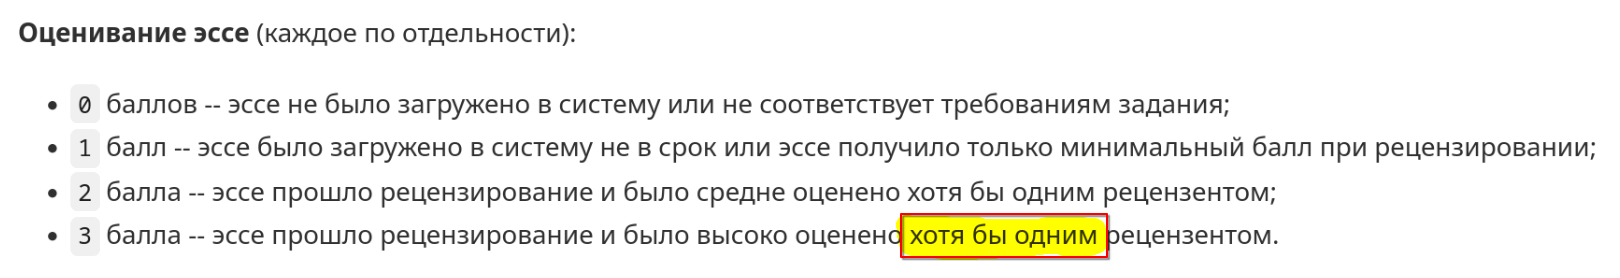 Оценивание эссе (каждое по отдельности):
• 0 баллов -- эссе не было загружено в систему или не соответствует требованиям задания;
• 1 балл -- эссе было загружено в систему не в срок или эссе получило только минимальный балл при рецензировании;
• 2 балла -- эссе прошло рецензирование и было средне оценено хотя бы одним рецензентом;
• 3 балла -- эссе прошло рецензирование и было высоко оценено хотя бы одним рецензентом.